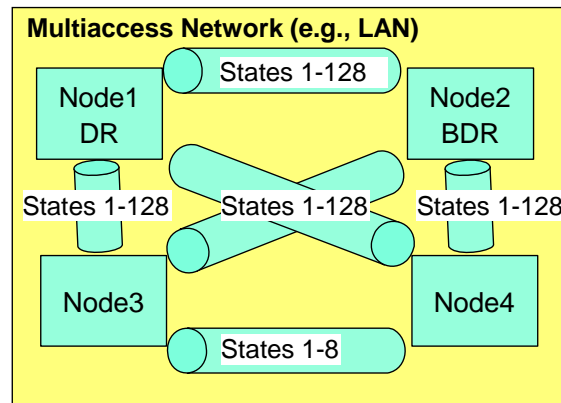 Multiaccess Network (e.g., LAN)
States 1-128
Node1
DR
Node2
BDR
States 1-128
States 1-128
States 1-128
Node3
Node4
States 1-8